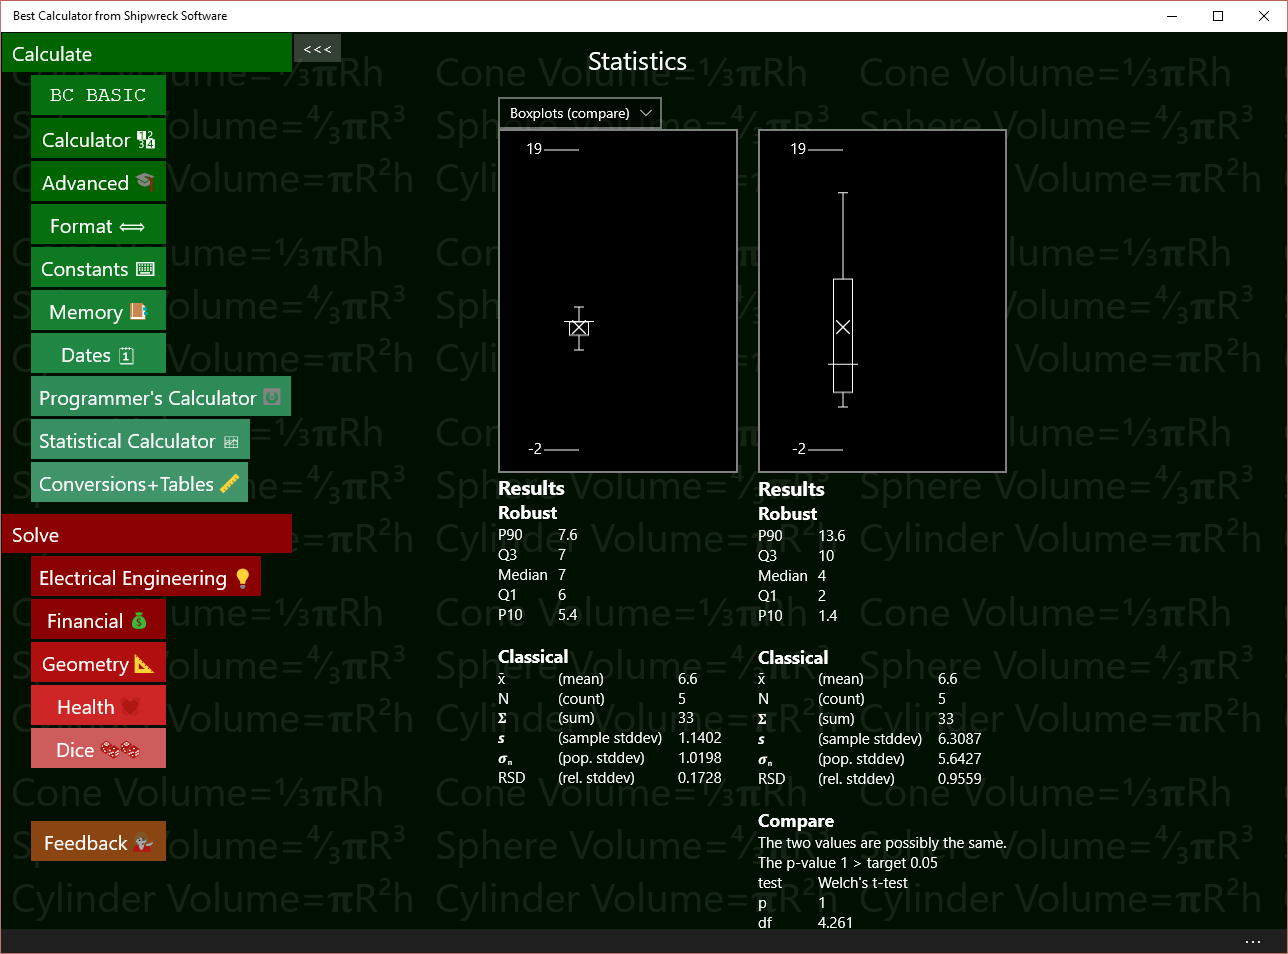 Best Calculator from Shipwreck Software
Calculate
<<<
BC BASIC
Calculator
Advanced
Format
Constants
Memory
Dates
Programmer's Calculator
Statistical Calculator
Conversions+Tables
Solve
Electrical Engineering
Financial
Geometry
Health
Dice
Feedback
Statistics
Boxplots (compare)
19
-2
Results
Robust
P90 7.6
Q3 7
Median 7
Q1 6
P10 5.4
Classical
x̄ (mean) 6.6
N (count) 5
Σ (sum) 33
s (sample stddev) 1.1402
σₙ (pop. stddev) 1.0198
RSD (rel. stddev) 0.1728
19
-2
Results
Robust
P90 13.6
Q3 10
Median 4
Q1 2
P10 1.4
Classical
x̄ (mean) 6.6
N (count) 5
Σ (sum) 33
s (sample stddev) 6.3087
σₙ (pop. stddev) 5.6427
RSD (rel. stddev) 0.9559
Compare
The two values are possibly the same.
The p-value 1 > target 0.05
test Welch's t-test
p 1
df 4.261
Cone Volume=⅓πRh
Sphere Volume=⁴⁄₃πR³
Cylinder Volume=πR²h